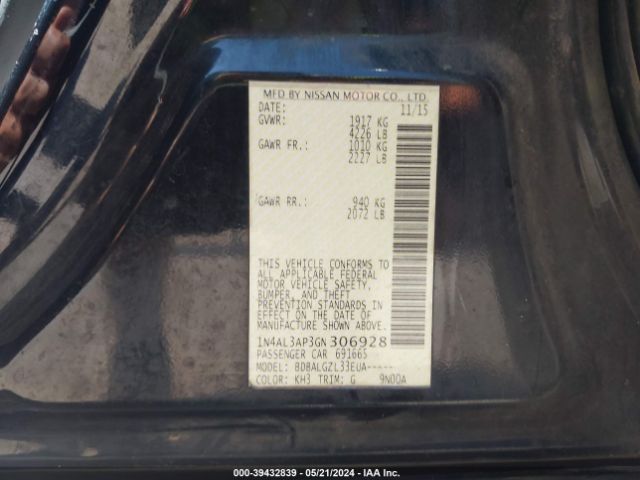 MFD BY NISSAN MOTOR CO., LTD.
DATE: 11/15
GVWR: 1917 KG
4226 LB
GAWR FR.: 1010 KG
2227 LB
GAWR RR.: 940 KG
2072 LB
THIS VEHICLE CONFORMS TO
ALL APPLICABLE FEDERAL
MOTOR VEHICLE SAFETY,
BUMPER, AND THEFT
PREVENTION STANDARDS IN
EFFECT ON THE DATE OF
MANUFACTURE SHOWN ABOVE.
1N4AL3AP3GN306928
PASSENGER CAR 691665
MODEL: BDBALGZL33EUA-----
COLOR: KH3 TRIM: G 9N00A
000-39432839 - 05/21/2024 - IAA Inc.